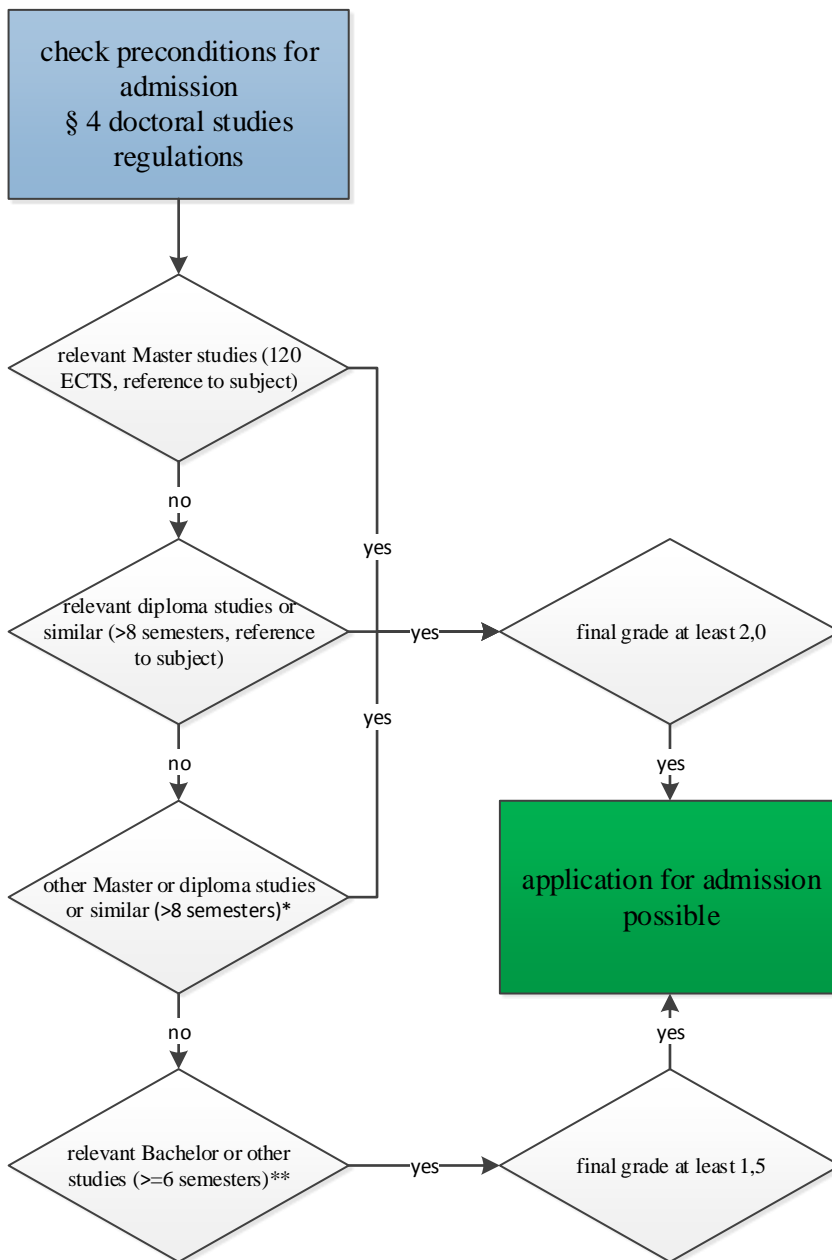 check preconditions for
admission
§ 4 doctoral studies
regulations
relevant Master studies (120
ECTS, reference to subject)
no
yes
relevant diploma studies or
similar (>8 semesters, reference
to subject)
yes
final grade at least 2,0
yes
no
yes
other Master or diploma studies
or similar (>8 semesters)*
application for admission
possible
no
yes
relevant Bachelor or other
studies (>=6 semesters)**
yes
final grade at least 1,5